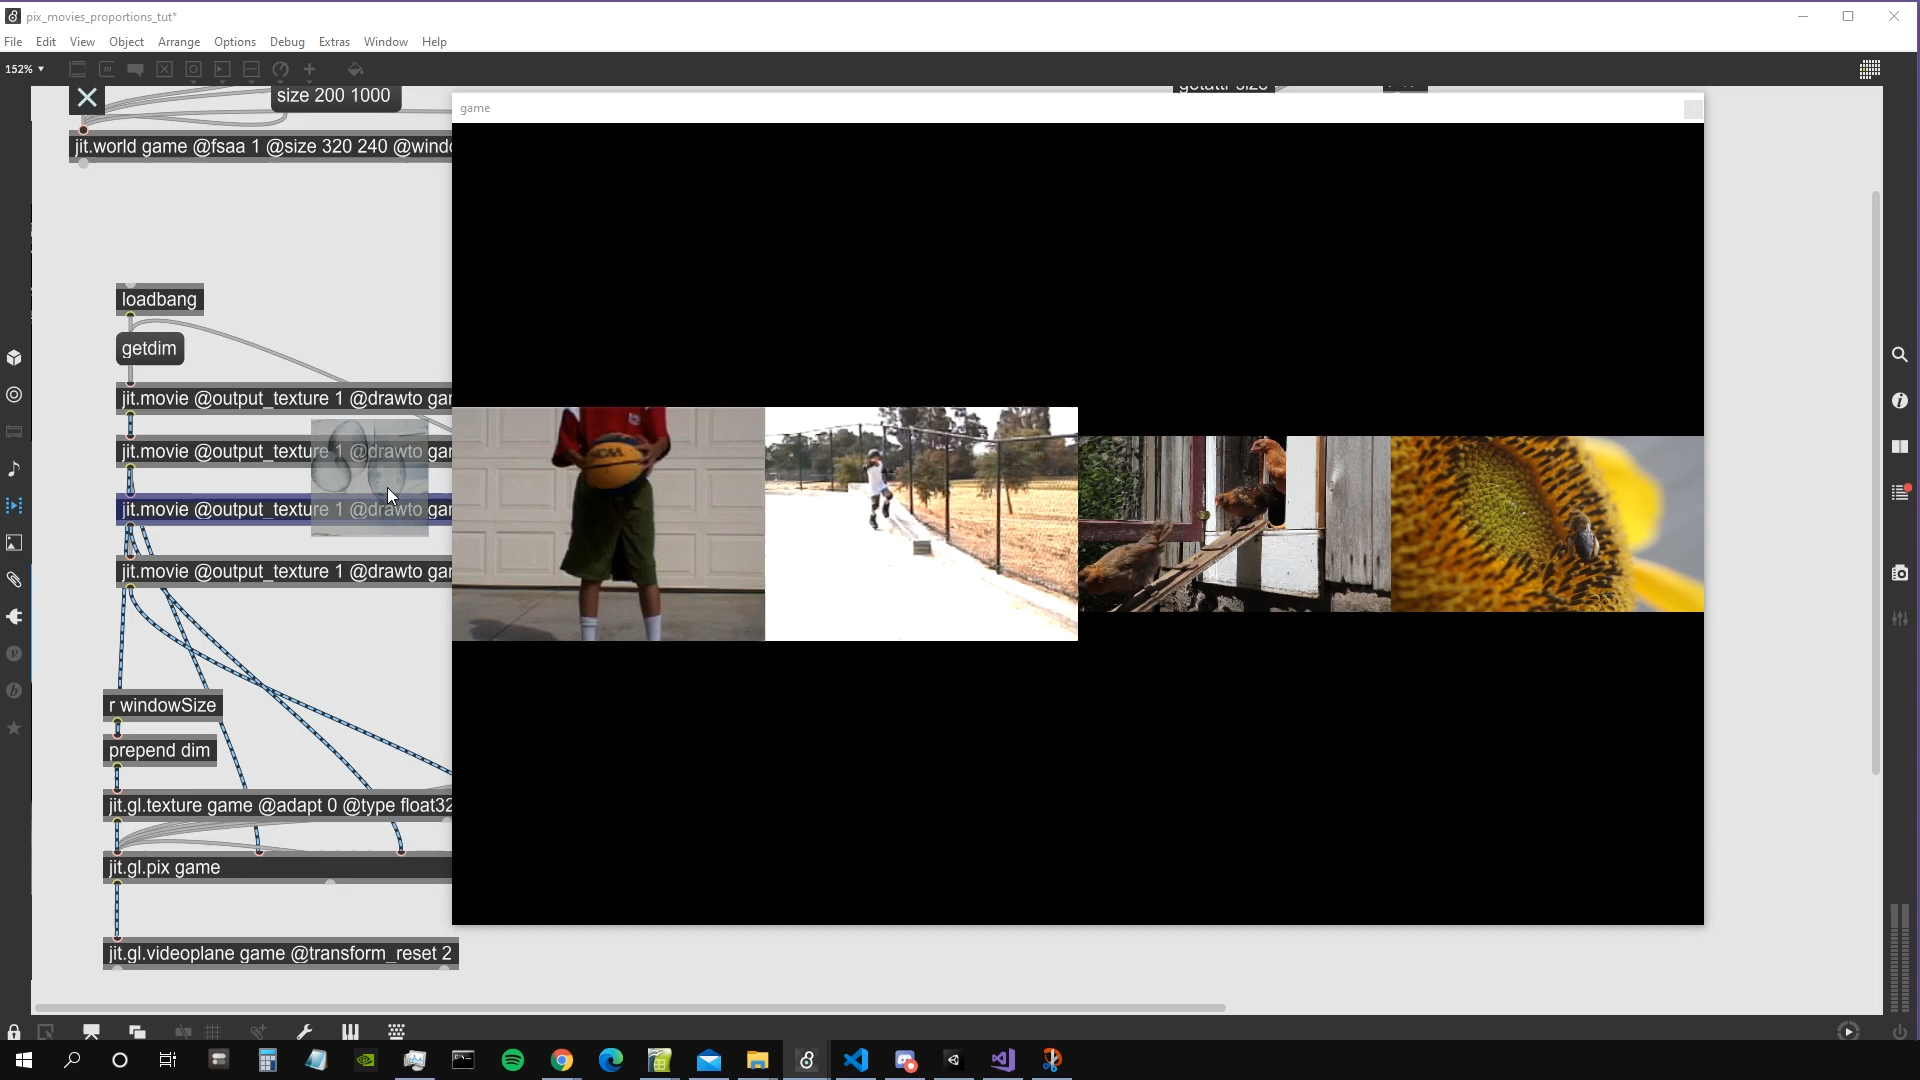 pix_movies_proportions_tut*
File Edit View Object Arrange Options Debug Extras Window Help
152%
size 200 1000
getattr size
game
jit.world game @fsaa 1 @size 320 240 @windo
loadbang
getdim
jit.movie @output_texture 1 @drawto gar
jit.movie @output_texture 1 @drawto gar
jit.movie @output_texture 1 @drawto gar
jit.movie @output_texture 1 @drawto gar
r windowSize
prepend dim
jit.gl.texture game @adapt 0 @type float32
jit.gl.pix game
jit.gl.videoplane game @transform_reset 2